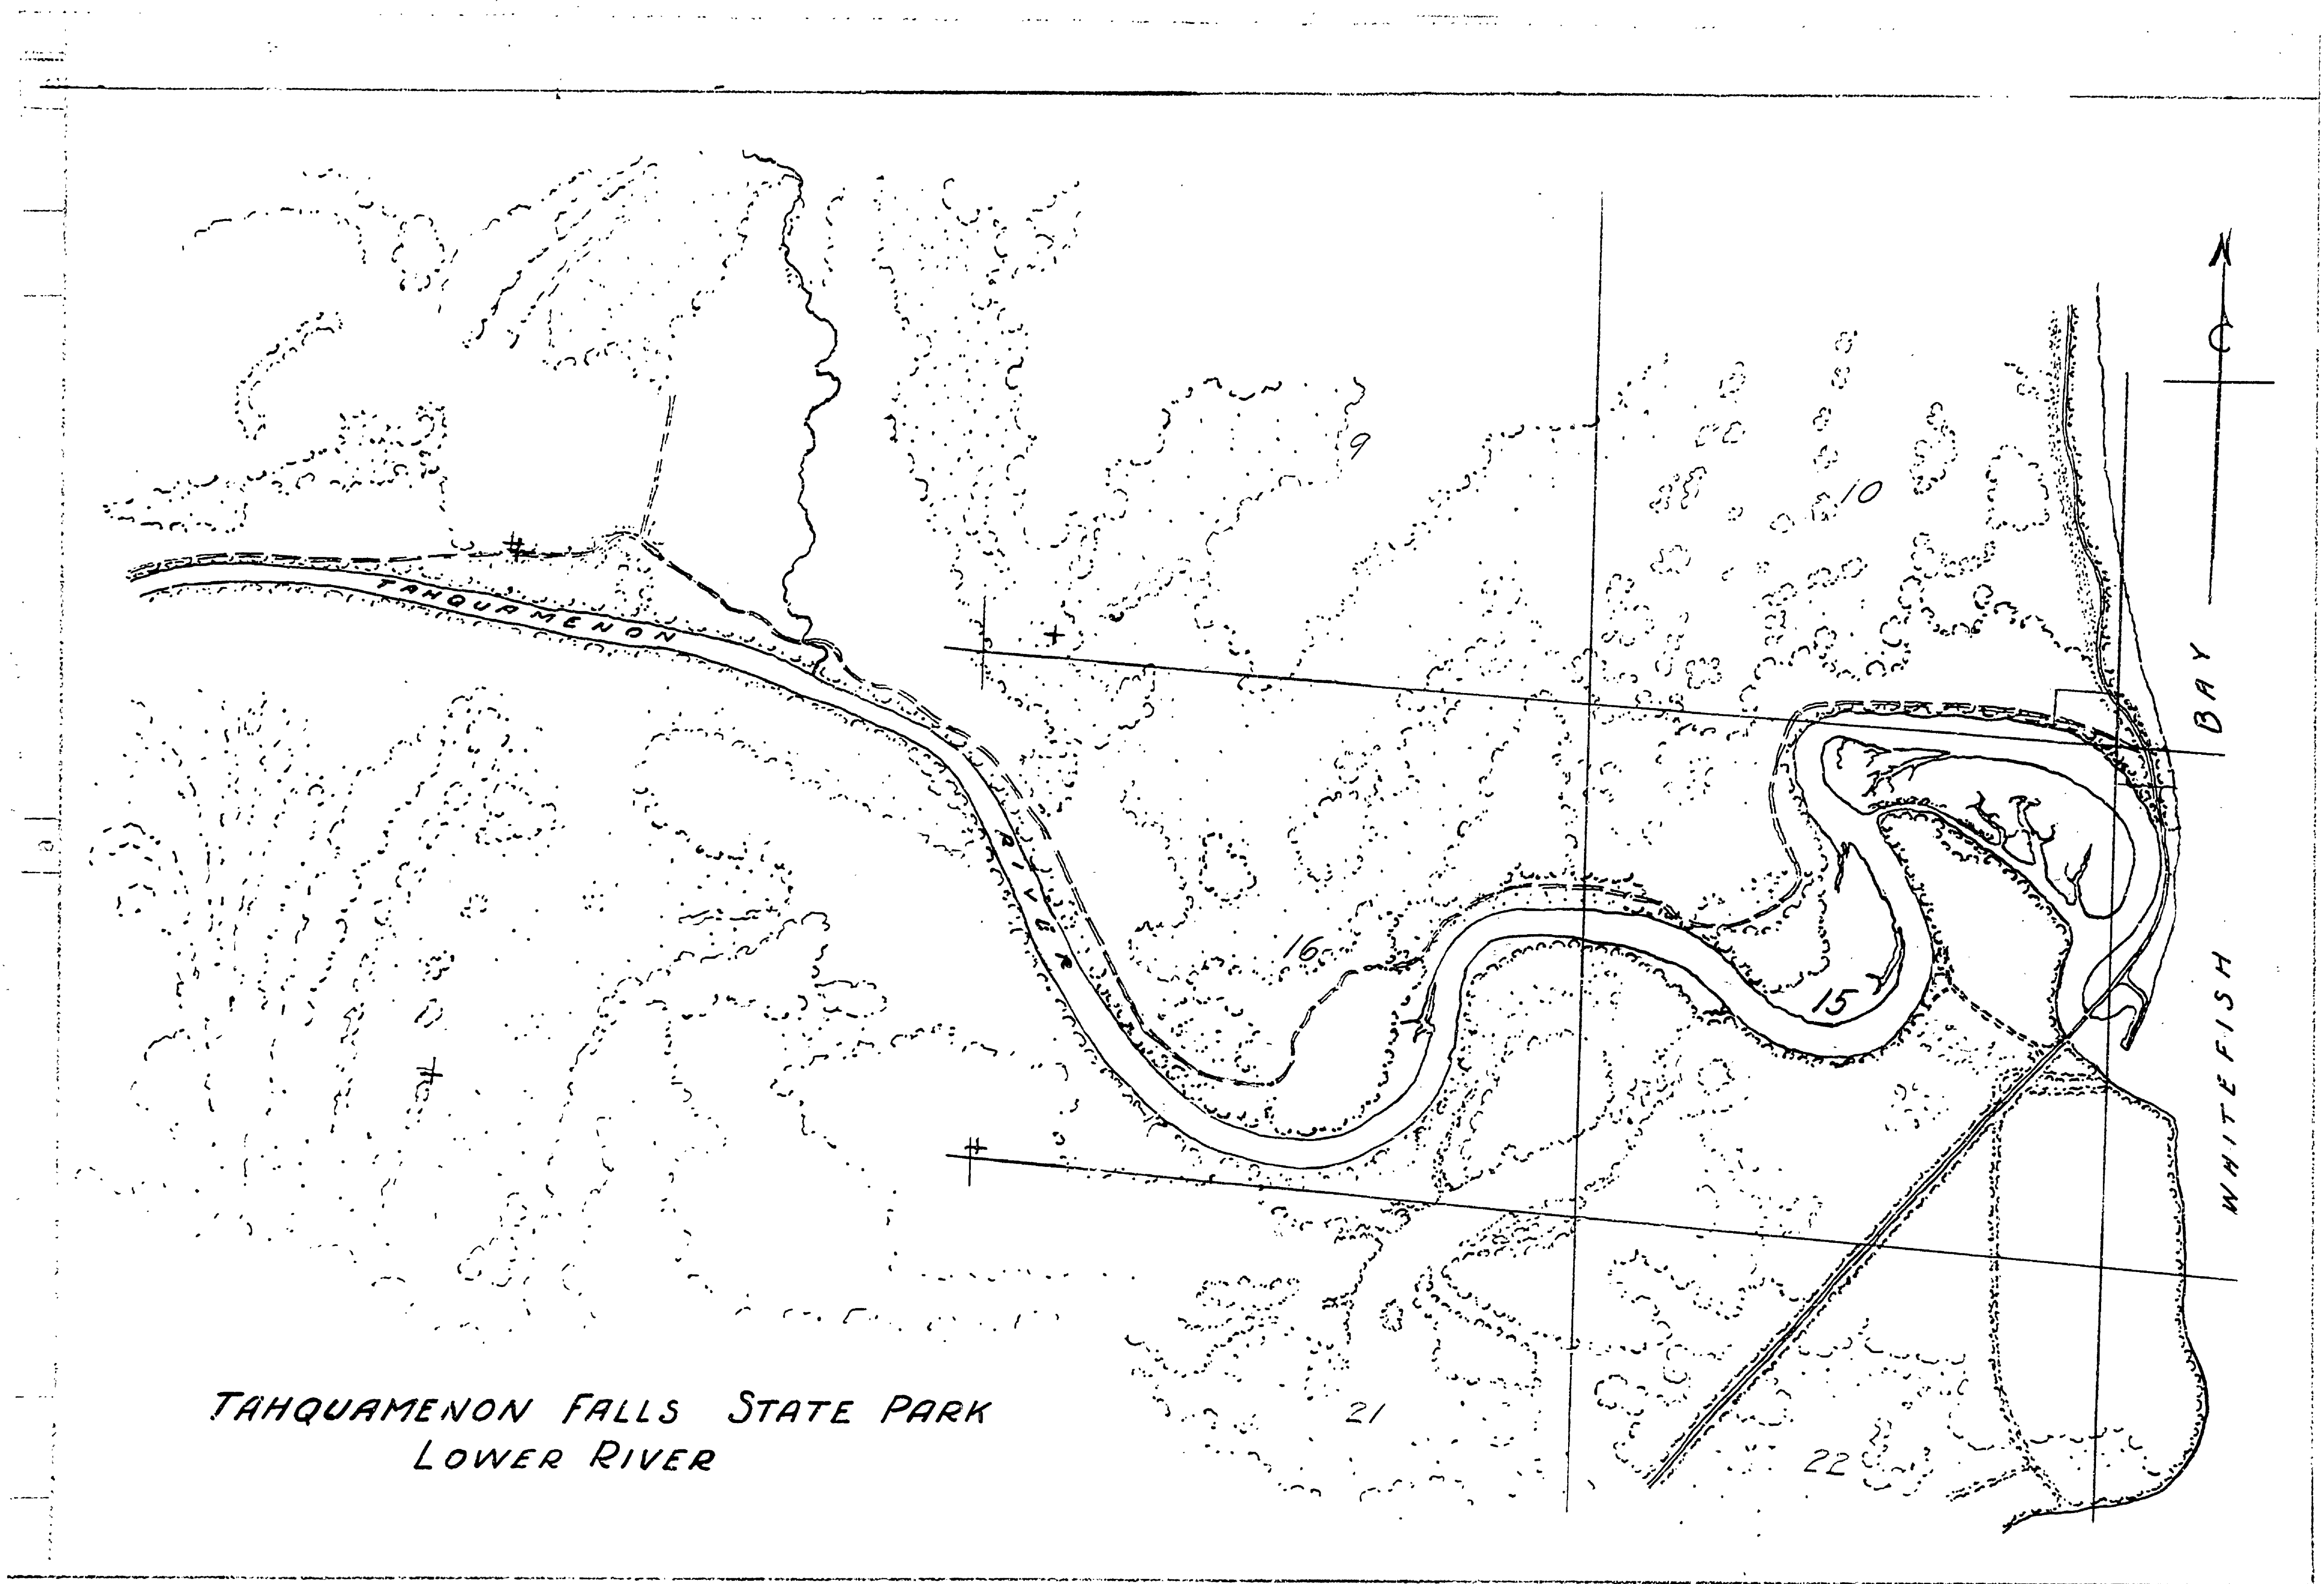 9
10
TAHQUAMENON
RIVER
16
15
WHITEFISH BAY
21
22
TAHQUAMENON FALLS STATE PARK
LOWER RIVER